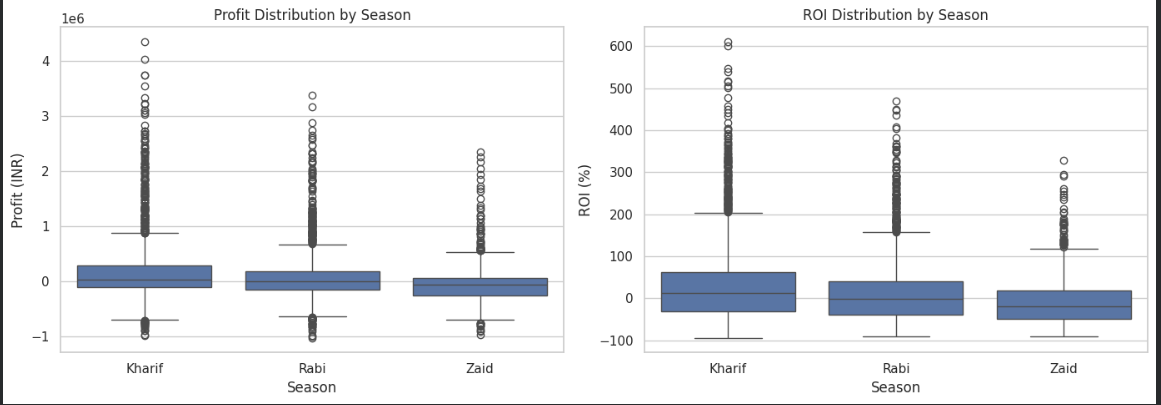 Profit Distribution by Season
1e6
4
3
2
1
0
−1
Profit (INR)
Kharif
Rabi
Zaid
Season
ROI Distribution by Season
600
500
400
300
200
100
0
−100
ROI (%)
Kharif
Rabi
Zaid
Season